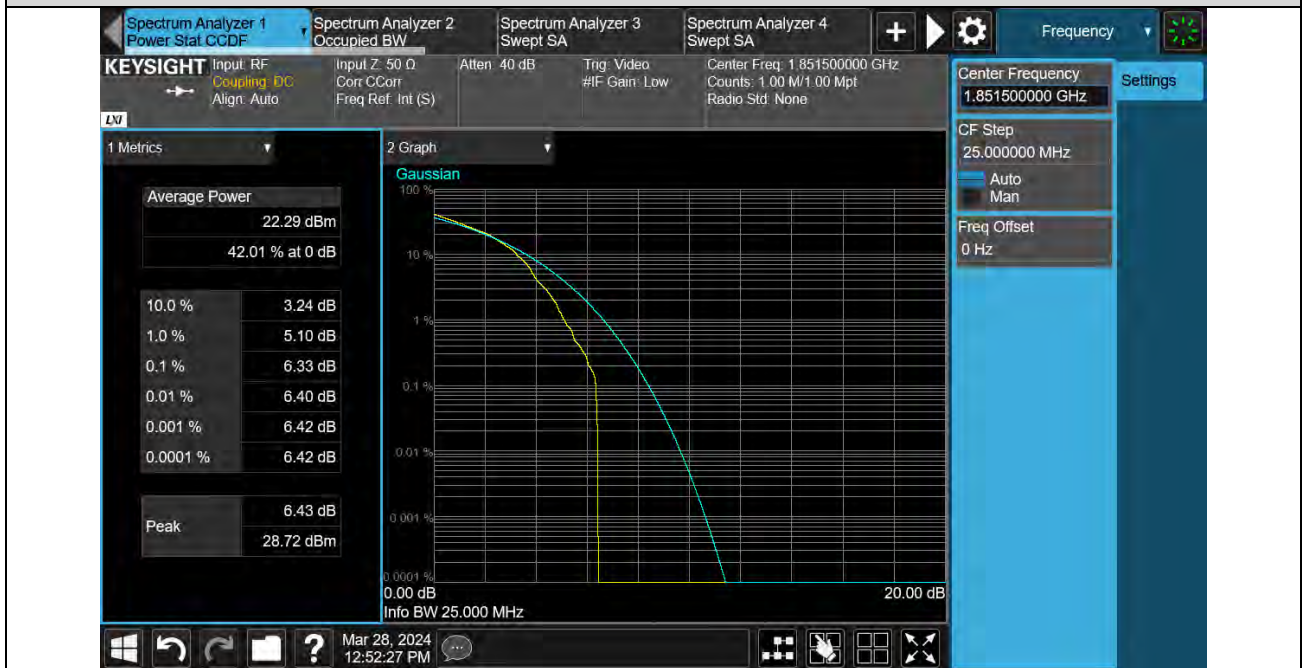 Spectrum Analyzer 1
Power Stat CCDF
Spectrum Analyzer 2
Occupied BW
Spectrum Analyzer 3
Swept SA
Spectrum Analyzer 4
Swept SA
+
Frequency
KEYSIGHT
LXI
Input: RF
Coupling: DC
Align: Auto
Input Z: 50 Ω
Corr CCorr
Freq Ref: Int (S)
Atten: 40 dB
Trig: Video
#IF Gain: Low
Center Freq: 1.851500000 GHz
Counts: 1.00 M/1.00 Mpt
Radio Std: None
Center Frequency
1.851500000 GHz
Settings
CF Step
25.000000 MHz
Auto
Man
Freq Offset
0 Hz
1 Metrics
Average Power
22.29 dBm
42.01 % at 0 dB
10.0 % 3.24 dB
1.0 % 5.10 dB
0.1 % 6.33 dB
0.01 % 6.40 dB
0.001 % 6.42 dB
0.0001 % 6.42 dB
Peak
6.43 dB
28.72 dBm
2 Graph
Gaussian
100 %
10 %
1 %
0.1 %
0.01 %
0.001 %
0.0001 %
0.00 dB 20.00 dB
Info BW 25.000 MHz
?
Mar 28, 2024
12:52:27 PM